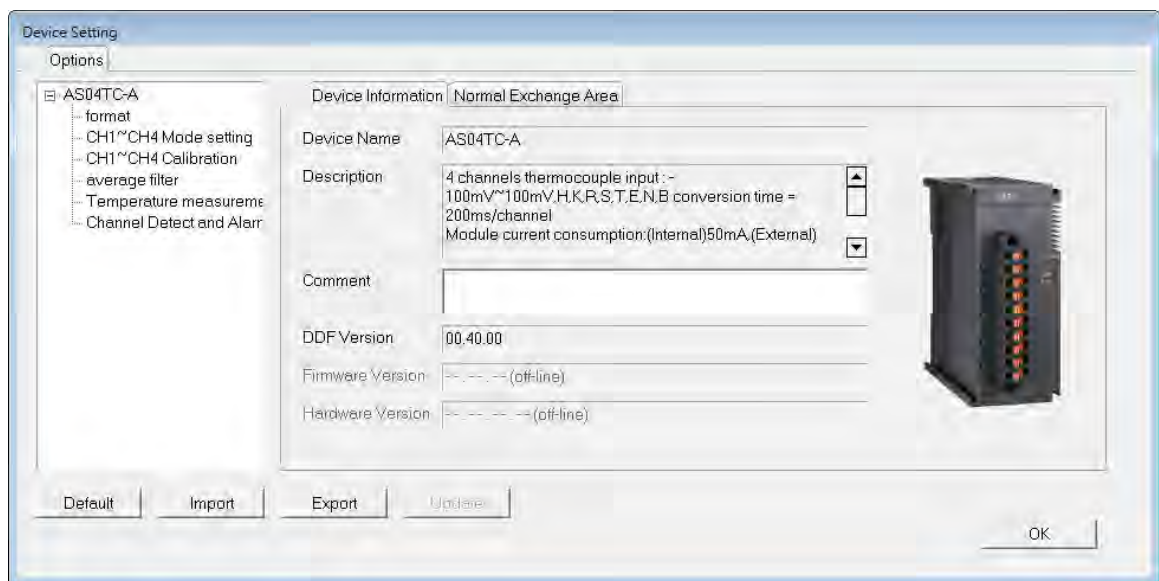 Device Setting
Options
AS04TC-A
format
CH1~CH4 Mode setting
CH1~CH4 Calibration
average filter
Temperature measureme
Channel Detect and Alarr
Device Information
Normal Exchange Area
Device Name
AS04TC-A
Description
4 channels thermocouple input : -
100mV~100mV,H,K,R,S,T,E,N,B conversion time =
200ms/channel
Module current consumption:(Internal)50mA,(External)
Comment
DDF Version
00.40.00
Firmware Version
--. --. -- (off-line)
Hardware Version
-- -- -- --(off-line)
Default
Import
Export
Update
OK